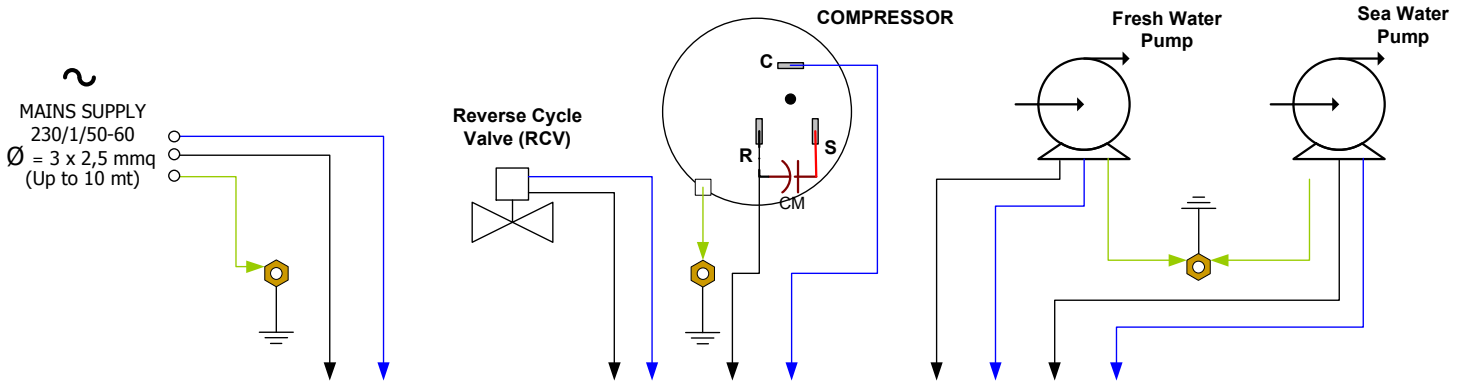 MAINS SUPPLY
230/1/50-60
Ø = 3 x 2,5 mmq
(Up to 10 mt)
Reverse Cycle
Valve (RCV)
COMPRESSOR
C
R
S
CM
Fresh Water
Pump
Sea Water
Pump